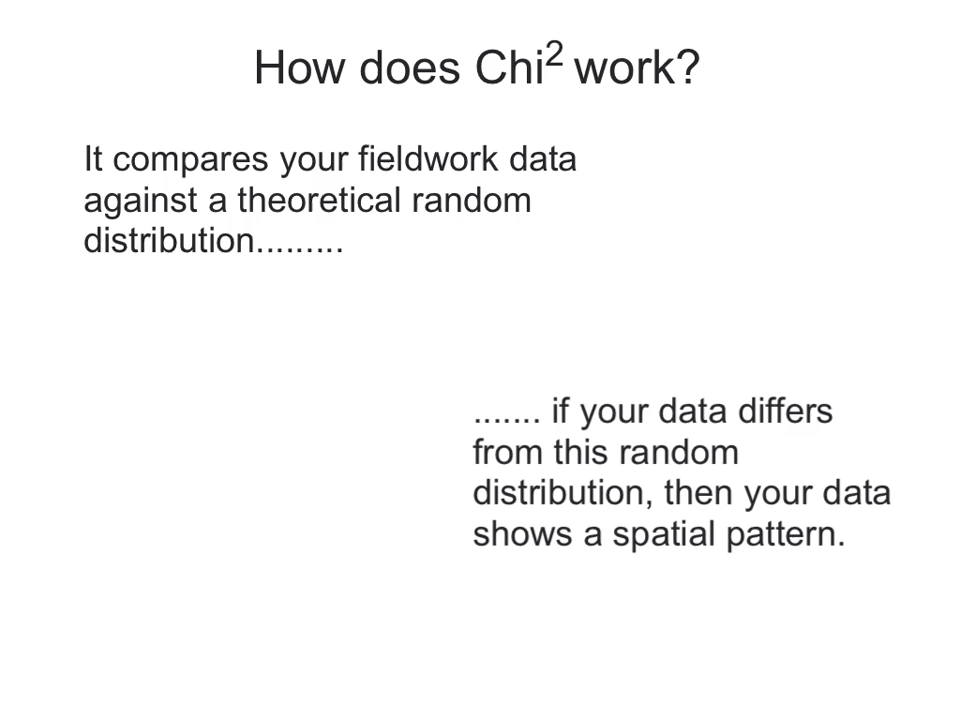 How does Chi² work?
It compares your fieldwork data
against a theoretical random
distribution.........
....... if your data differs
from this random
distribution, then your data
shows a spatial pattern.